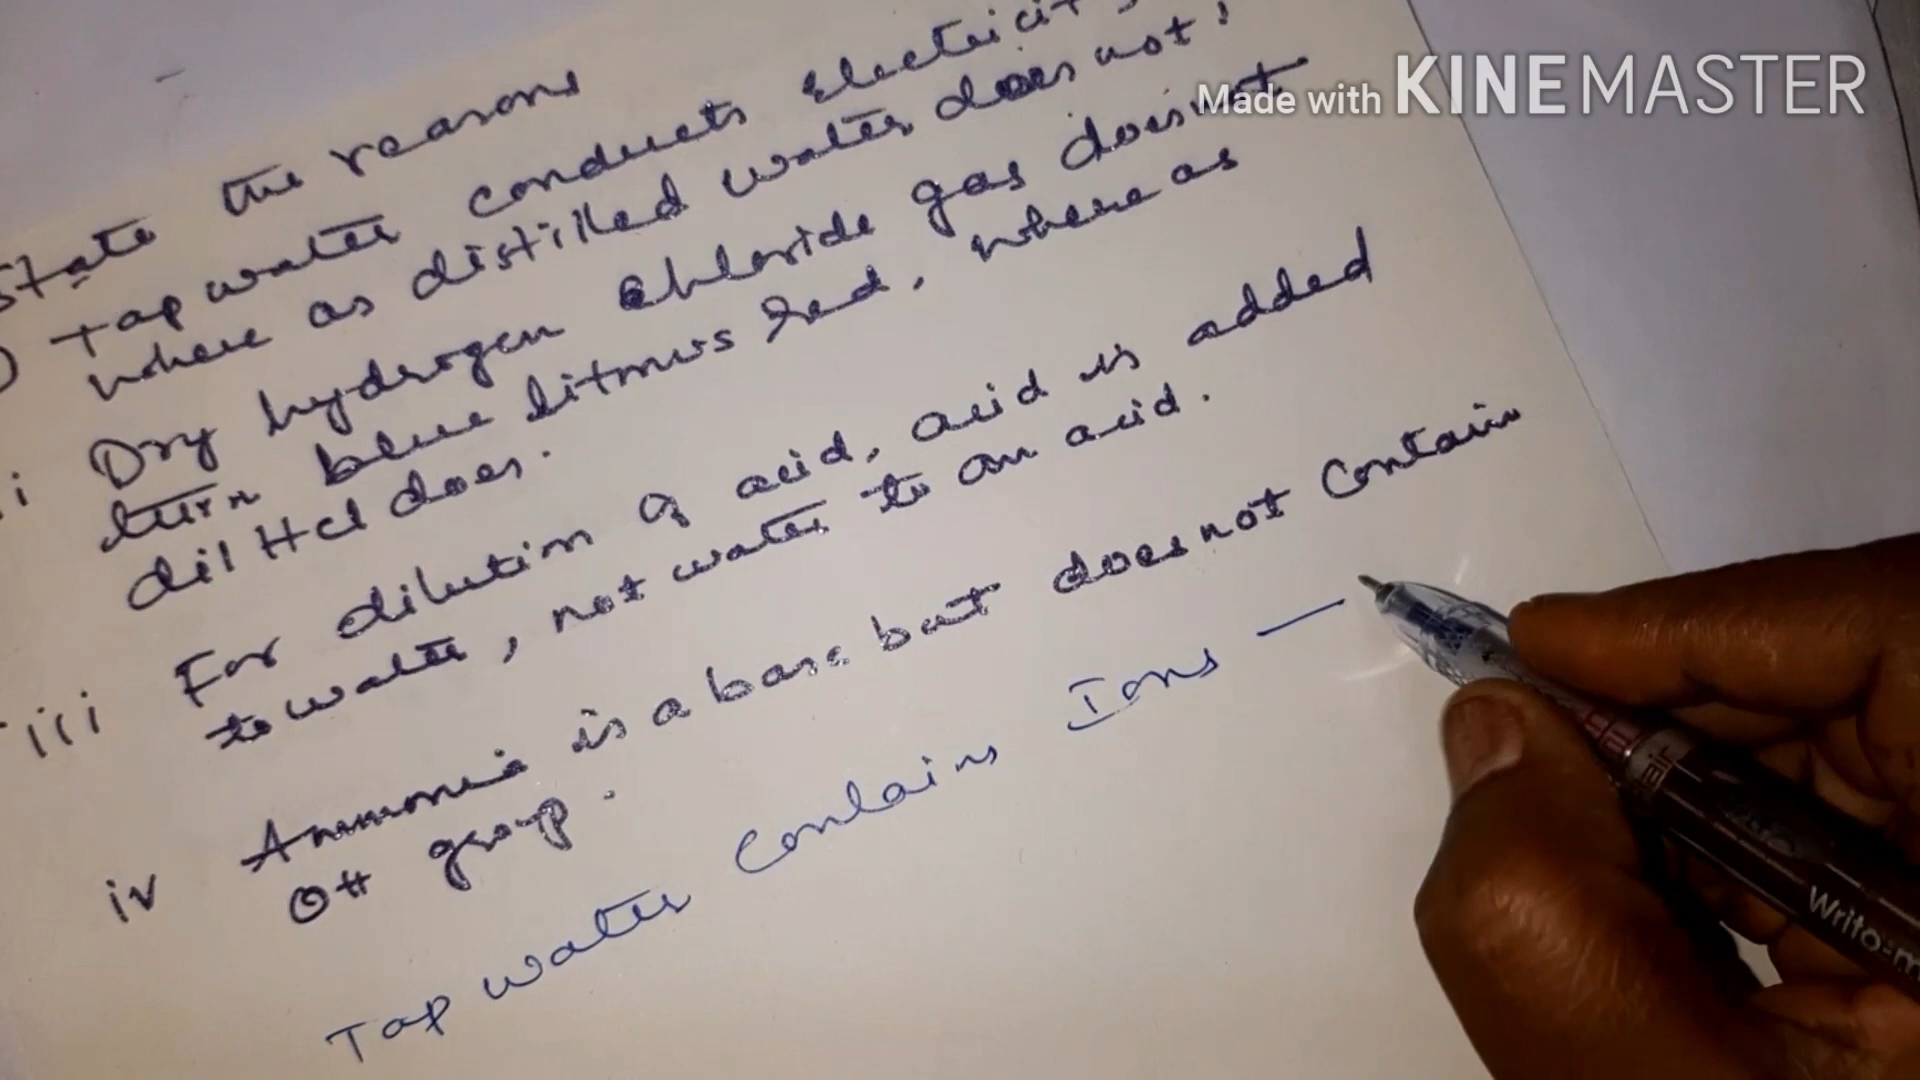 Made with KINEMASTER
State the reasons
Tap water conducts electricity
where as distilled water does not.
Dry hydrogen chloride gas does not
turn blue litmus red, where as
dil Hcl does.
iii For dilution of acid, acid is added
to water, not water to an acid.
iv Ammonia is a base but does not contain
OH group.
Tap water Contains Ions —
Writo-m